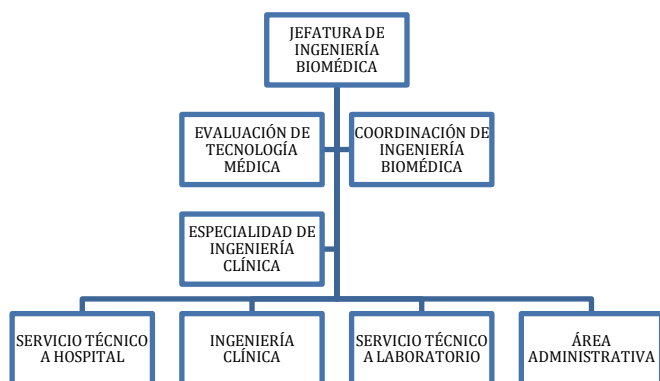 JEFATURA DE
INGENIERÍA
BIOMÉDICA
EVALUACIÓN DE
TECNOLOGÍA
MÉDICA
COORDINACIÓN DE
INGENIERÍA
BIOMÉDICA
ESPECIALIDAD DE
INGENIERÍA
CLÍNICA
SERVICIO TÉCNICO
A HOSPITAL
INGENIERÍA
CLÍNICA
SERVICIO TÉCNICO
A LABORATORIO
ÁREA
ADMINISTRATIVA